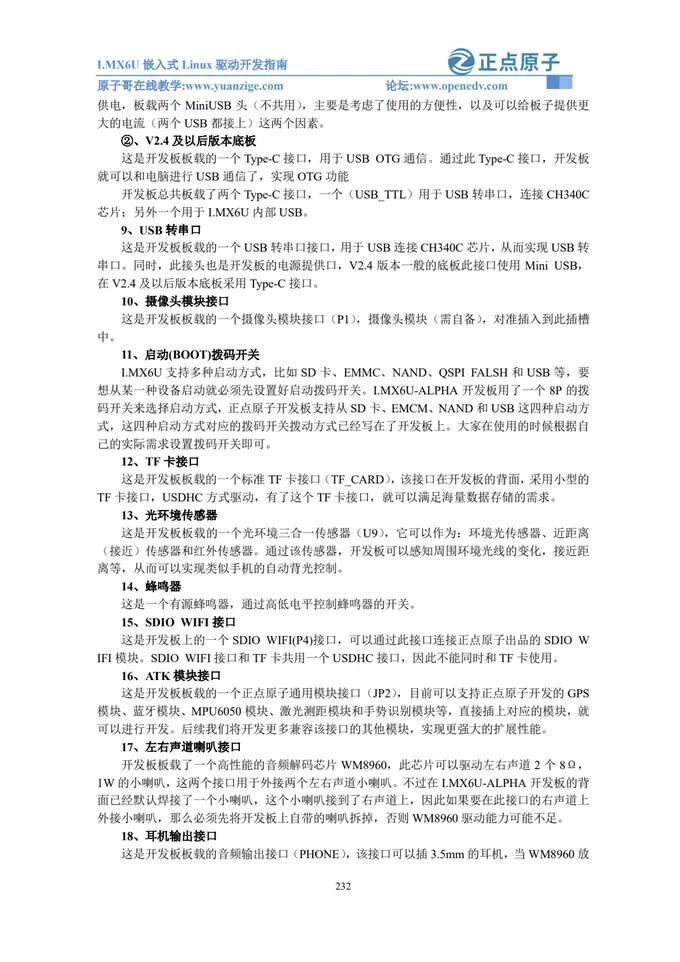 I.MX6U 嵌入式 Linux 驱动开发指南
正点原子
原子哥在线教学:www.yuanzige.com 论坛:www.openedv.com
供电，板载两个 MiniUSB 头（不共用），主要是考虑了使用的方便性，以及可以给板子提供更
大的电流（两个 USB 都接上）这两个因素。
②、V2.4 及以后版本底板
这是开发板板载的一个 Type-C 接口，用于 USB OTG 通信。通过此 Type-C 接口，开发板
就可以和电脑进行 USB 通信了，实现 OTG 功能
开发板总共板载了两个 Type-C 接口，一个（USB_TTL）用于 USB 转串口，连接 CH340C
芯片；另外一个用于 I.MX6U 内部 USB。
9、USB 转串口
这是开发板板载的一个 USB 转串口接口，用于 USB 连接 CH340C 芯片，从而实现 USB 转
串口。同时，此接头也是开发板的电源提供口，V2.4 版本一般的底板此接口使用 Mini USB，
在 V2.4 及以后版本底板采用 Type-C 接口。
10、摄像头模块接口
这是开发板板载的一个摄像头模块接口（P1），摄像头模块（需自备），对准插入到此插槽
中。
11、启动(BOOT)拨码开关
I.MX6U 支持多种启动方式，比如 SD 卡、EMMC、NAND、QSPI FALSH 和 USB 等，要
想从某一种设备启动就必须先设置好启动拨码开关。I.MX6U-ALPHA 开发板用了一个 8P 的拨
码开关来选择启动方式，正点原子开发板支持从 SD 卡、EMCM、NAND 和 USB 这四种启动方
式，这四种启动方式对应的拨码开关拨动方式已经写在了开发板上。大家在使用的时候根据自
己的实际需求设置拨码开关即可。
12、TF 卡接口
这是开发板板载的一个标准 TF 卡接口（TF_CARD），该接口在开发板的背面，采用小型的
TF 卡接口，USDHC 方式驱动，有了这个 TF 卡接口，就可以满足海量数据存储的需求。
13、光环境传感器
这是开发板板载的一个光环境三合一传感器（U9），它可以作为：环境光传感器、近距离
（接近）传感器和红外传感器。通过该传感器，开发板可以感知周围环境光线的变化，接近距
离等，从而可以实现类似手机的自动背光控制。
14、蜂鸣器
这是一个有源蜂鸣器，通过高低电平控制蜂鸣器的开关。
15、SDIO WIFI 接口
这是开发板上的一个 SDIO WIFI(P4)接口，可以通过此接口连接正点原子出品的 SDIO W
IFI 模块。SDIO WIFI 接口和 TF 卡共用一个 USDHC 接口，因此不能同时和 TF 卡使用。
16、ATK 模块接口
这是开发板板载的一个正点原子通用模块接口（JP2），目前可以支持正点原子开发的 GPS
模块、蓝牙模块、MPU6050 模块、激光测距模块和手势识别模块等，直接插上对应的模块，就
可以进行开发。后续我们将开发更多兼容该接口的其他模块，实现更强大的扩展性能。
17、左右声道喇叭接口
开发板板载了一个高性能的音频解码芯片 WM8960，此芯片可以驱动左右声道 2 个 8Ω，
1W 的小喇叭，这两个接口用于外接两个左右声道小喇叭。不过在 I.MX6U-ALPHA 开发板的背
面已经默认焊接了一个小喇叭，这个小喇叭接到了右声道上，因此如果要在此接口的右声道上
外接小喇叭，那么必须先将开发板上自带的喇叭拆掉，否则 WM8960 驱动能力可能不足。
18、耳机输出接口
这是开发板板载的音频输出接口（PHONE），该接口可以插 3.5mm 的耳机，当 WM8960 放
232